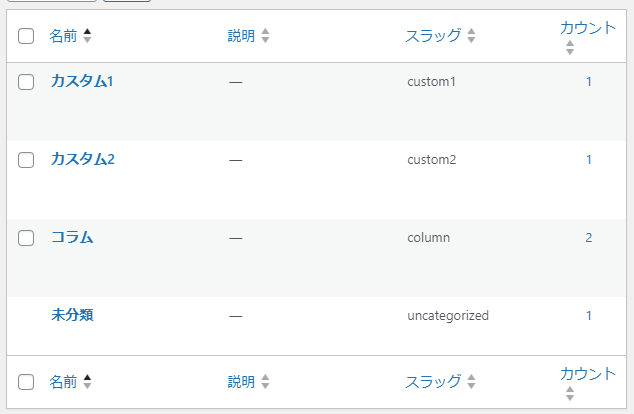 名前 説明 スラッグ カウント
カスタム1 — custom1 1
カスタム2 — custom2 1
コラム — column 2
未分類 — uncategorized 1
名前 説明 スラッグ カウント